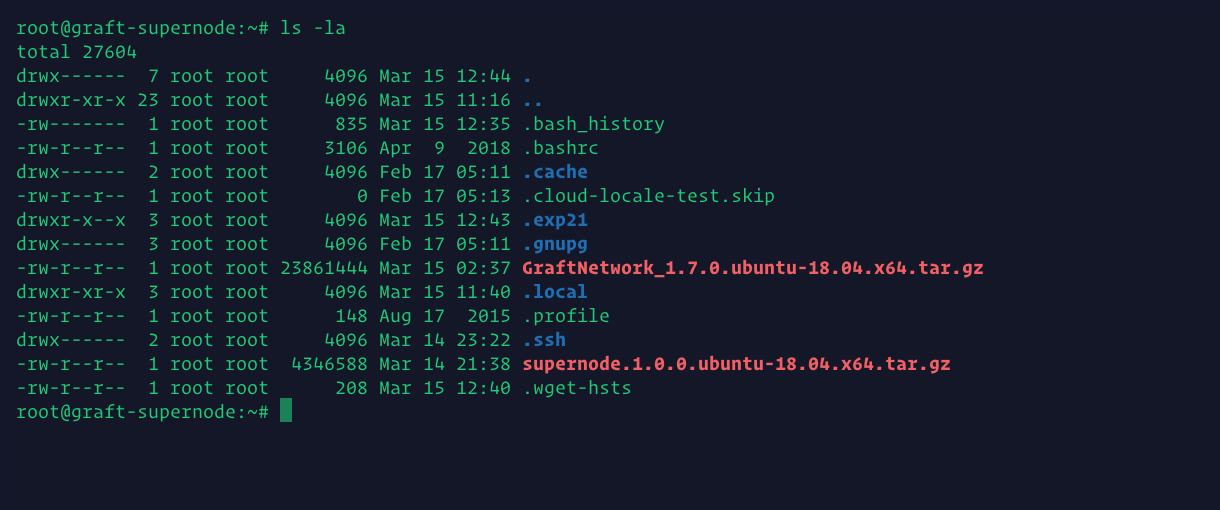 root@graft-supernode:~# ls -la
total 27604
drwx------  7 root root     4096 Mar 15 12:44 .
drwxr-xr-x 23 root root     4096 Mar 15 11:16 ..
-rw-------  1 root root      835 Mar 15 12:35 .bash_history
-rw-r--r--  1 root root     3106 Apr  9  2018 .bashrc
drwx------  2 root root     4096 Feb 17 05:11 .cache
-rw-r--r--  1 root root        0 Feb 17 05:13 .cloud-locale-test.skip
drwxr-x--x  3 root root     4096 Mar 15 12:43 .exp21
drwx------  3 root root     4096 Feb 17 05:11 .gnupg
-rw-r--r--  1 root root 23861444 Mar 15 02:37 GraftNetwork_1.7.0.ubuntu-18.04.x64.tar.gz
drwxr-xr-x  3 root root     4096 Mar 15 11:40 .local
-rw-r--r--  1 root root      148 Aug 17  2015 .profile
drwx------  2 root root     4096 Mar 14 23:22 .ssh
-rw-r--r--  1 root root  4346588 Mar 14 21:38 supernode.1.0.0.ubuntu-18.04.x64.tar.gz
-rw-r--r--  1 root root      208 Mar 15 12:40 .wget-hsts
root@graft-supernode:~#